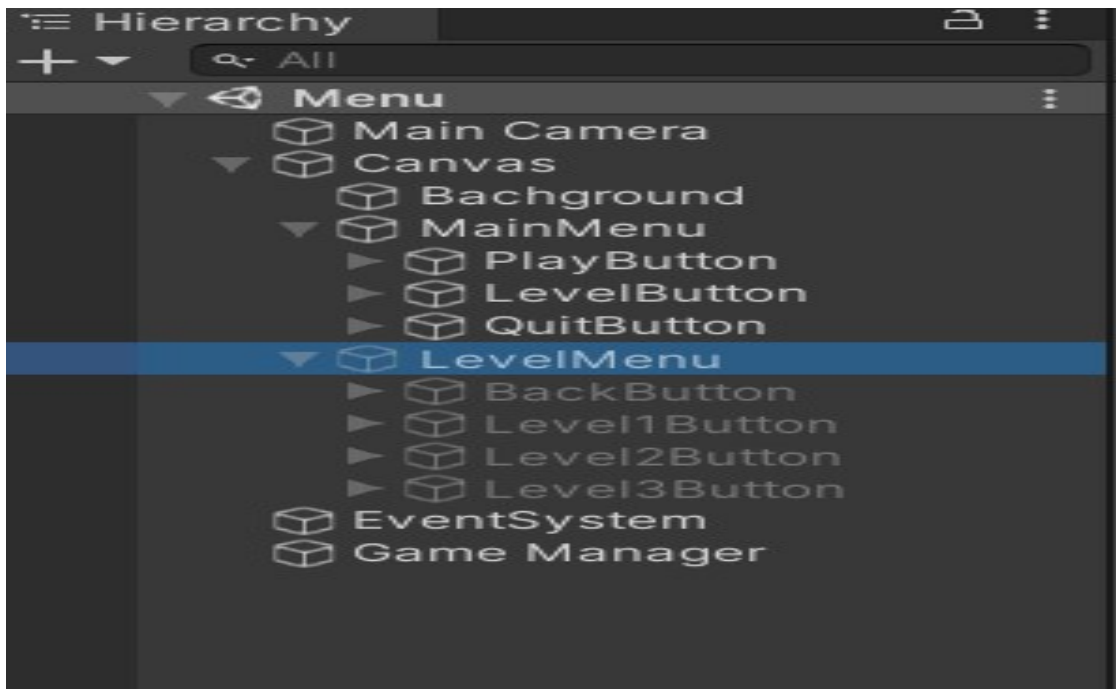 Hierarchy
All
Menu
Main Camera
Canvas
Bachground
MainMenu
PlayButton
LevelButton
QuitButton
LevelMenu
BackButton
Level1Button
Level2Button
Level3Button
EventSystem
Game Manager